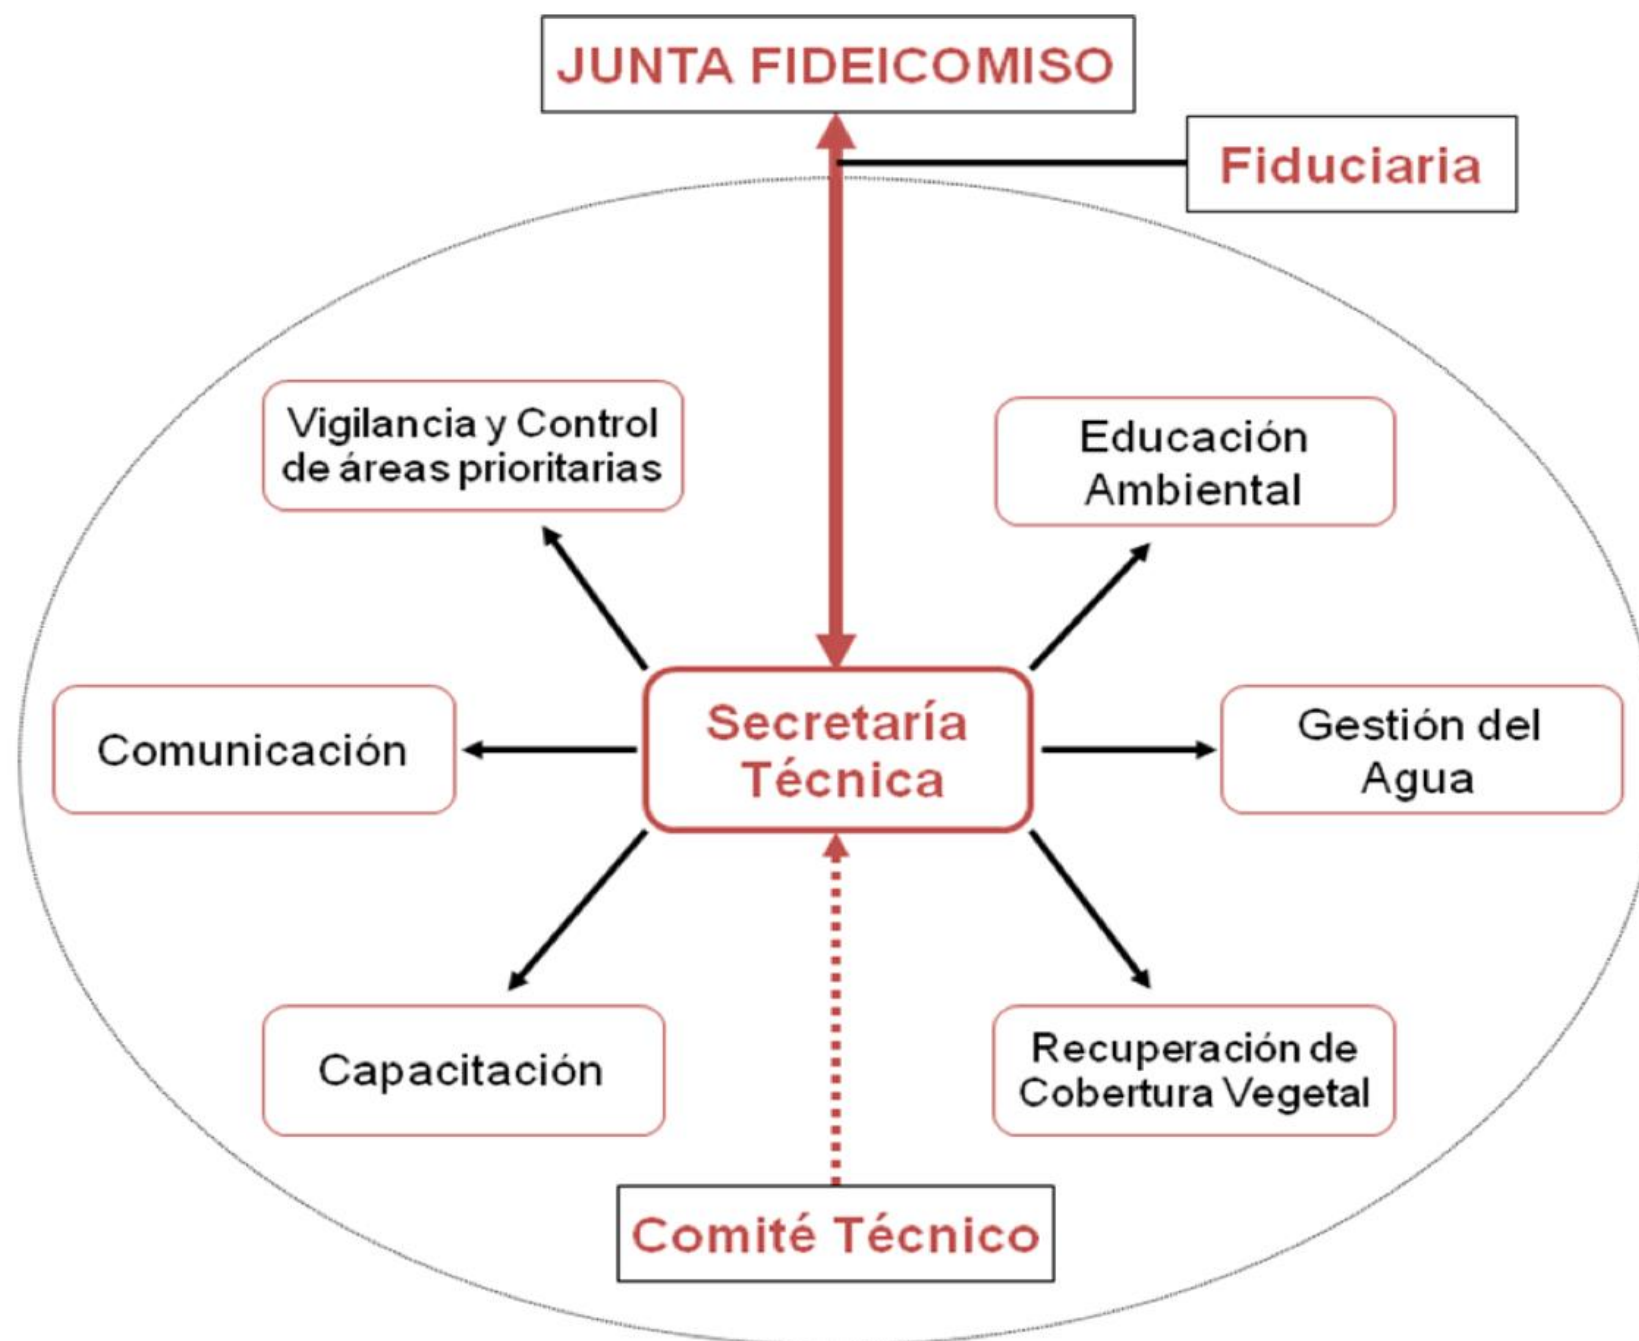 JUNTA FIDEICOMISO
Fiduciaria
Vigilancia y Control
de áreas prioritarias
Educación
Ambiental
Comunicación
Secretaría
Técnica
Gestión del
Agua
Capacitación
Recuperación de
Cobertura Vegetal
Comité Técnico